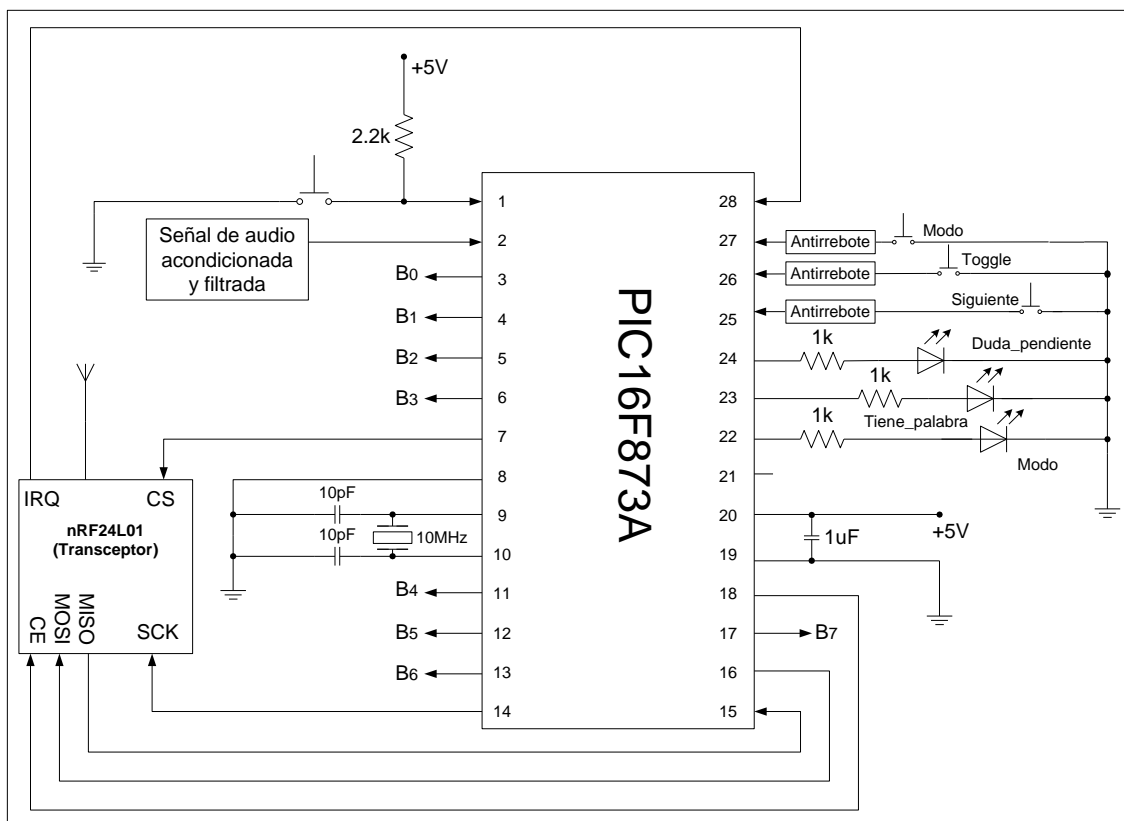 +5V
2.2k
Señal de audio
acondicionada
y filtrada
B0
B1
B2
B3
B4
B5
B6
B7
1
2
3
4
5
6
7
8
9
10
11
12
13
14
PIC16F873A
28
27
26
25
24
23
22
21
20
19
18
17
16
15
Antirrebote
Modo
Antirrebote
Toggle
Antirrebote
Siguiente
1k
Duda_pendiente
1k
Tiene_palabra
1k
Modo
+5V
1uF
10pF
10pF
10MHz
IRQ
CS
nRF24L01
(Transceptor)
CE
MOSI
MISO
SCK